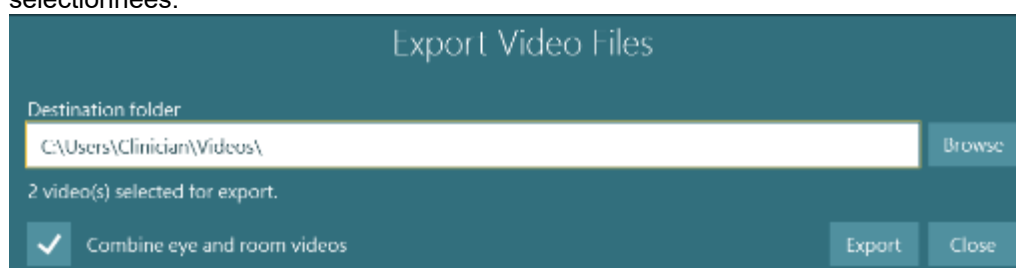 sélectionnées.
Export Video Files
Destination folder
C:\Users\Clinician\Videos\
Browse
2 video(s) selected for export.
Combine eye and room videos
Export
Close